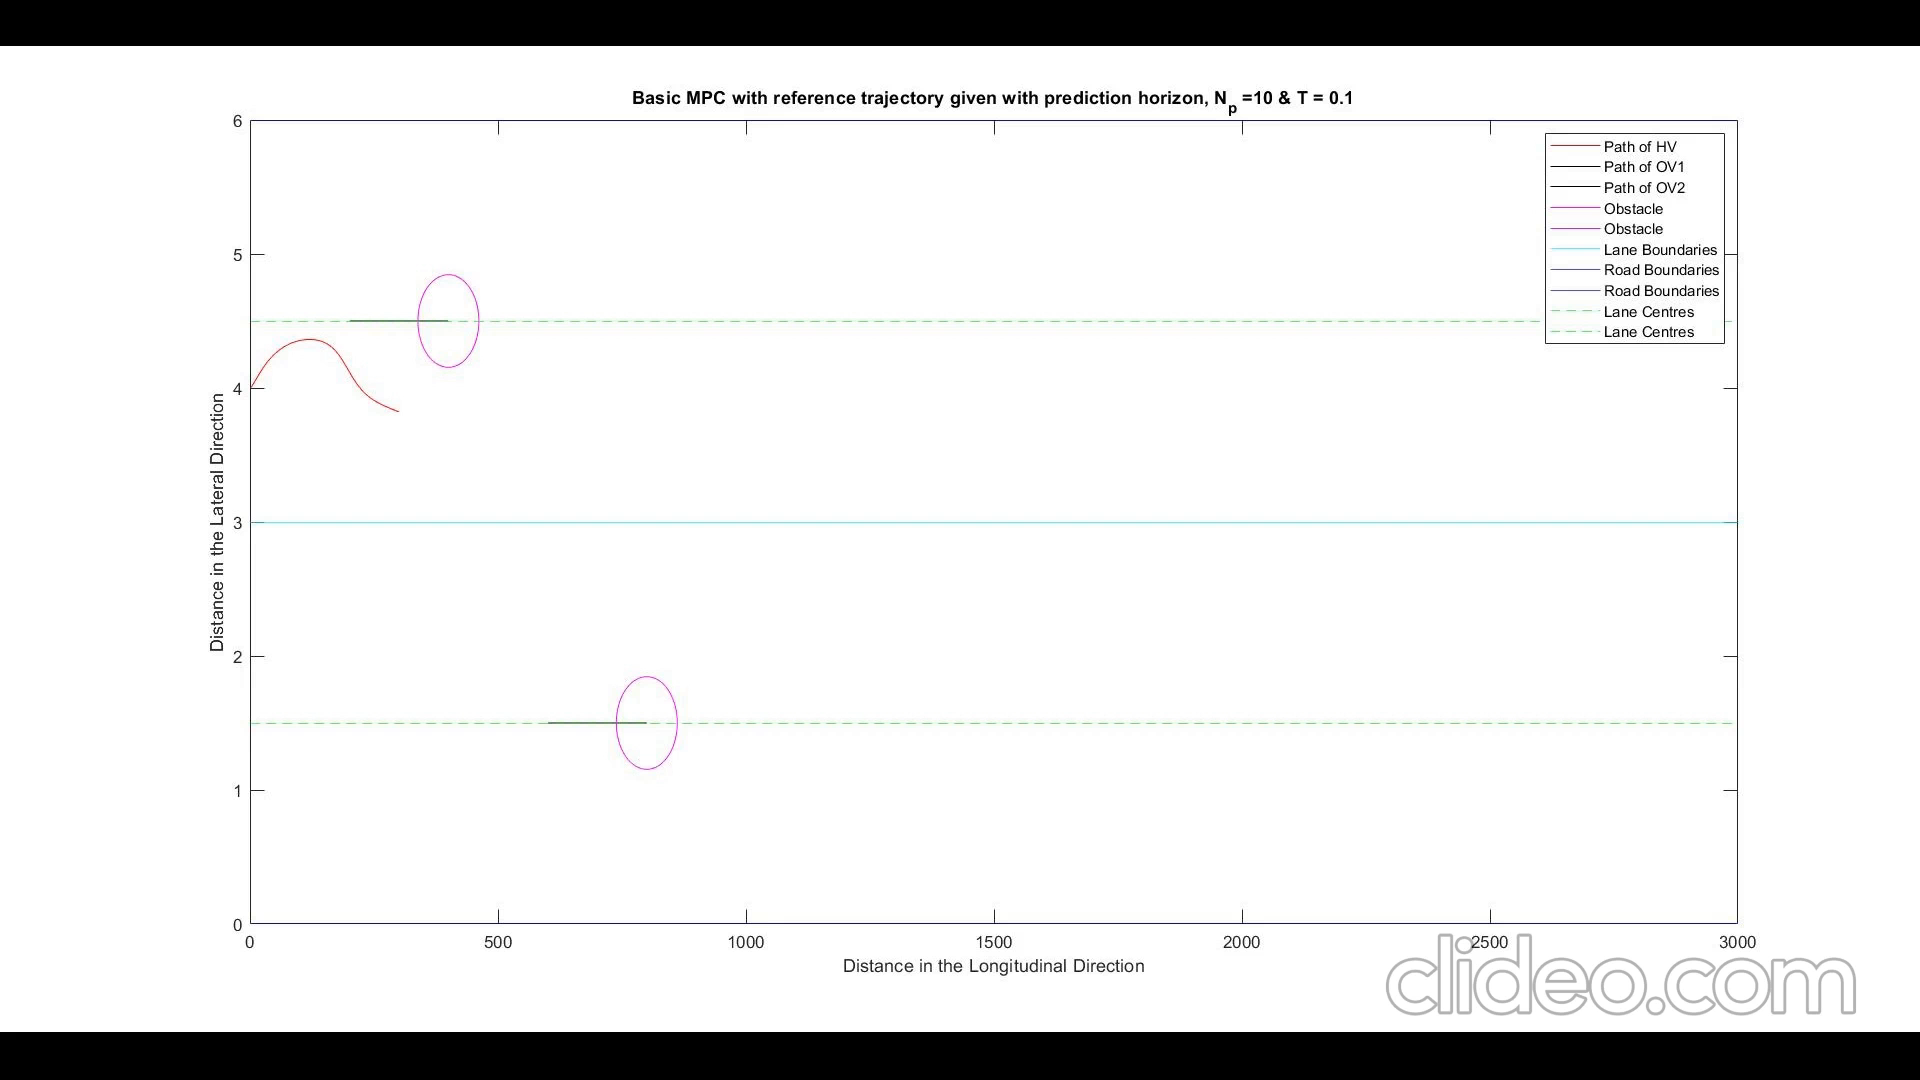 Basic MPC with reference trajectory given with prediction horizon, Np =10 & T = 0.1
6
5
4
3
2
1
0
Distance in the Lateral Direction
Path of HV
Path of OV1
Path of OV2
Obstacle
Obstacle
Lane Boundaries
Road Boundaries
Road Boundaries
Lane Centres
Lane Centres
0 500 1000 1500 2000 2500 3000
Distance in the Longitudinal Direction
clideo.com